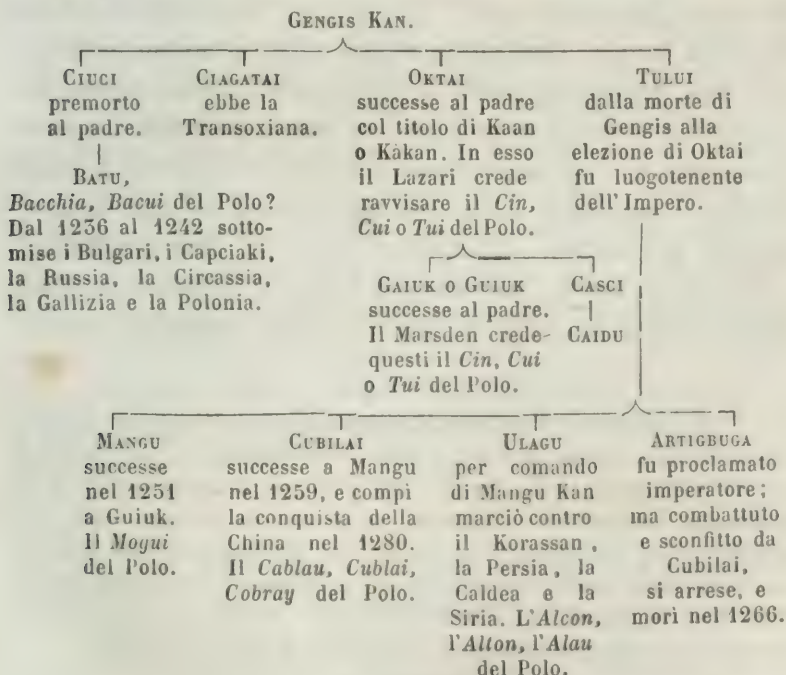 GENGIS KAN.
CIUCI
premorto
al padre.
BATU,
Bacchia, Bacui del Polo?
Dal 1236 al 1242 sotto-
mise i Bulgari, i Capciaki,
la Russia, la Circassia,
la Gallizia e la Polonia.
CIAGATAI
ebbe la
Transoxiana.
OKTAI
successe al padre
col titolo di Kaan
o Kakan. In esso
il Lazari crede
ravvisare il Cin,
Cui o Tui del Polo.
GAIUK O GUIUK
successe al padre.
Il Marsden crede
questi il Cin, Cui
o Tui del Polo.
CASCI
CAIDU
TULUI
dalla morte di
Gengis alla
elezione di Oktai
fu luogotenente
dell'Impero.
MANGU
successe
nel 1251
a Guiuk.
Il Mogui
del Polo.
CUBILAI
successe a Mangu
nel 1259, e compì
la conquista della
China nel 1280.
Il Cablau, Cublai,
Cobray del Polo.
ULAGU
per comando
di Mangu Kan
marciò contro
il Korassan,
la Persia, la
Caldea e la
Siria. L'Alcon,
l'Alton, l'Alau
del Polo.
ARTIGBUGA
fu proclamato
imperatore;
ma combattuto
e sconfitto da
Cubilai,
si arrese, e
morì nel 1266.